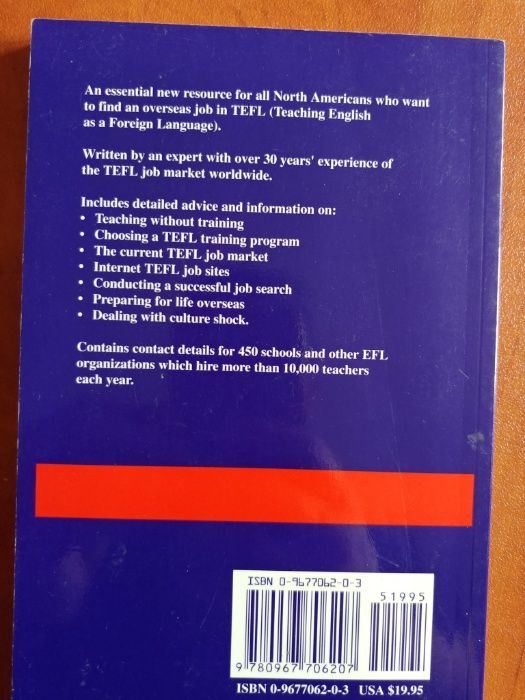 An essential new resource for all North Americans who want
to find an overseas job in TEFL (Teaching English
as a Foreign Language).
Written by an expert with over 30 years' experience of
the TEFL job market worldwide.
Includes detailed advice and information on:
• Teaching without training
• Choosing a TEFL training program
• The current TEFL job market
• Internet TEFL job sites
• Conducting a successful job search
• Preparing for life overseas
• Dealing with culture shock.
Contains contact details for 450 schools and other EFL
organizations which hire more than 10,000 teachers
each year.
ISBN 0-9677062-0-3
51995
9 780967 706207
ISBN 0-9677062-0-3 USA $19.95